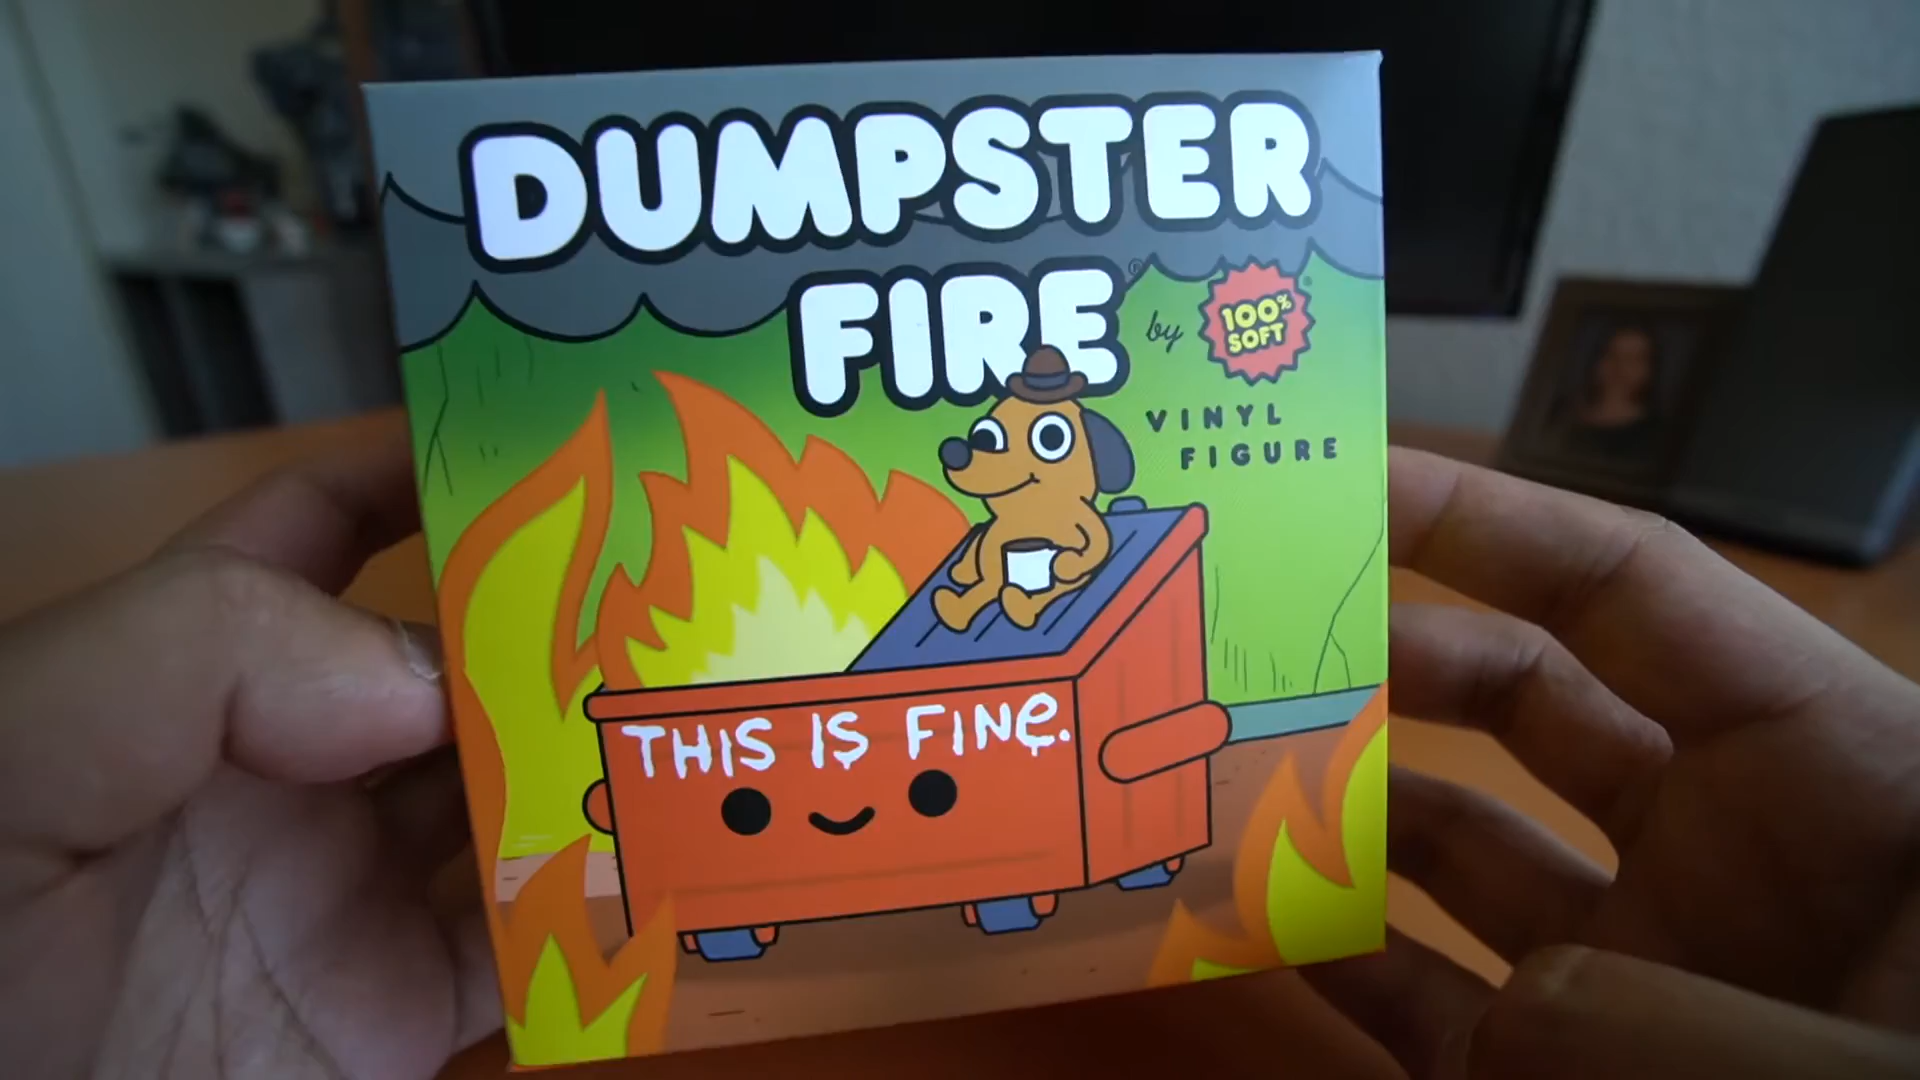 DUMPSTER
FIRE®
by
100%
SOFT
VINYL
FIGURE
THIS IS FINe.